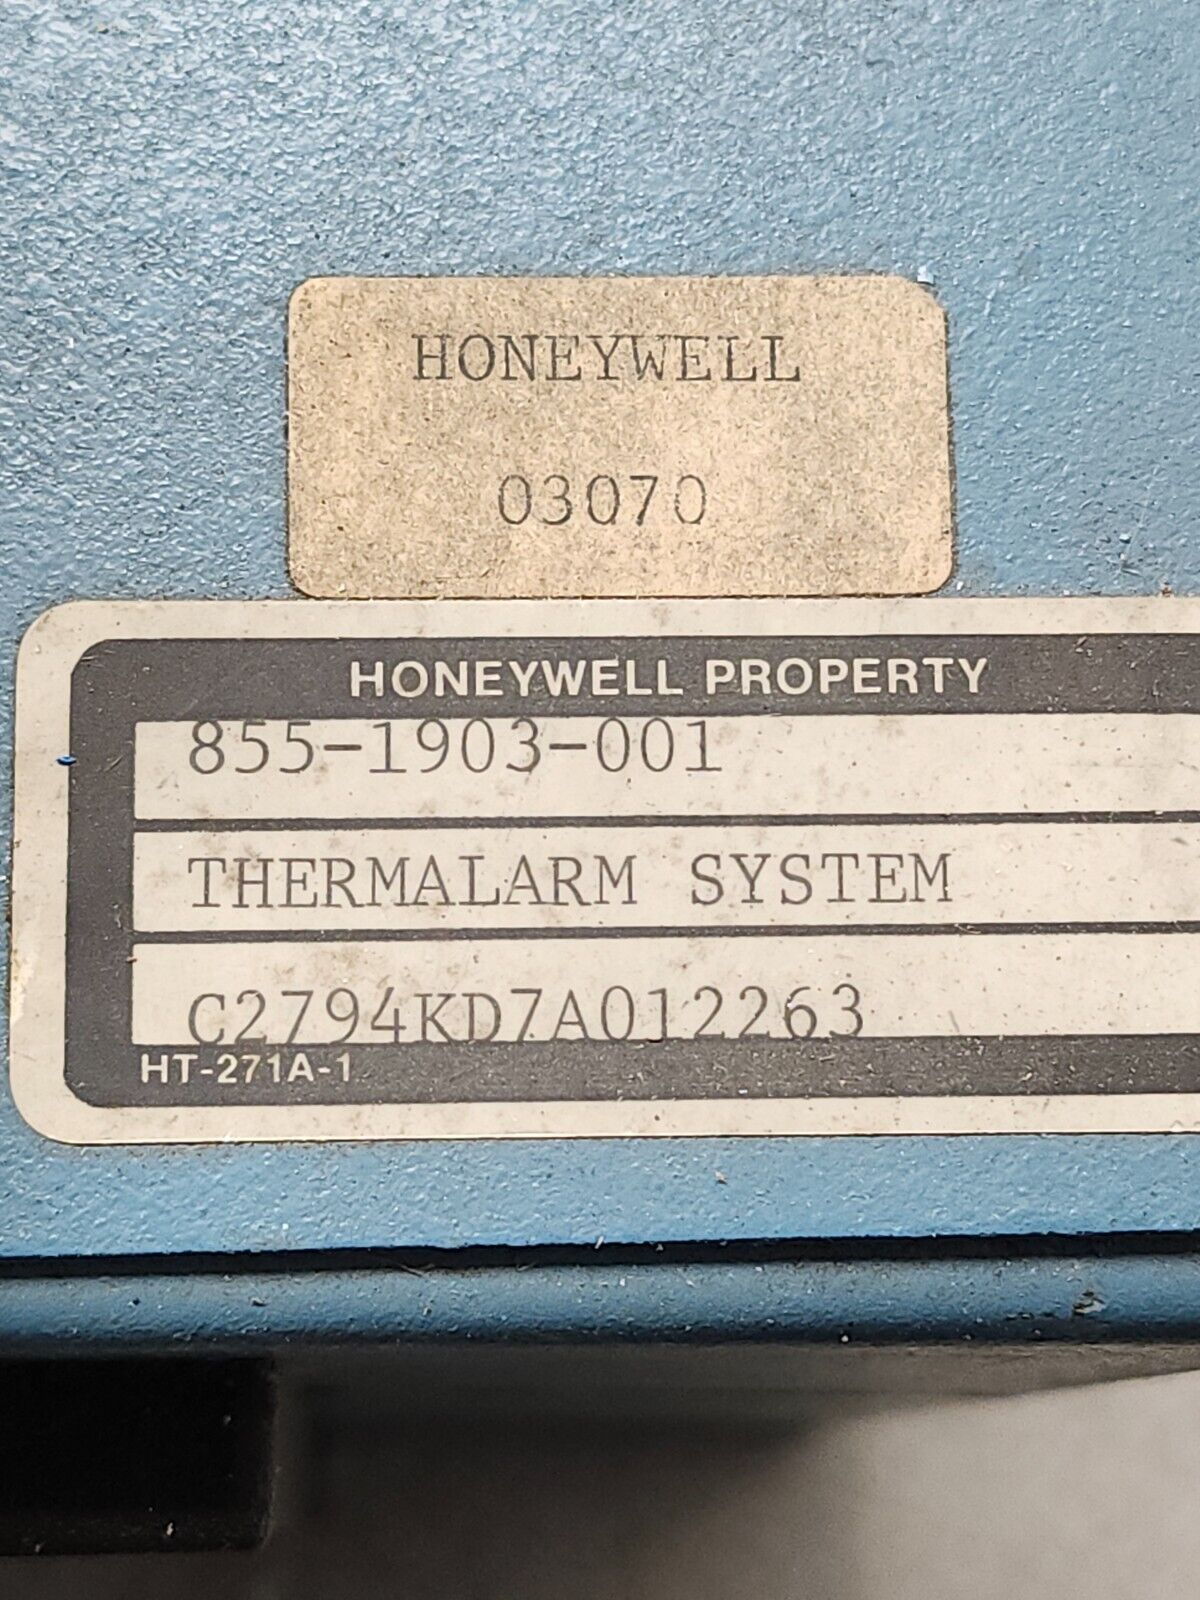 HONEYWELL
03070
HONEYWELL PROPERTY
855-1903-001
THERMALARM SYSTEM
C2794KD7A012263
HT-271A-1